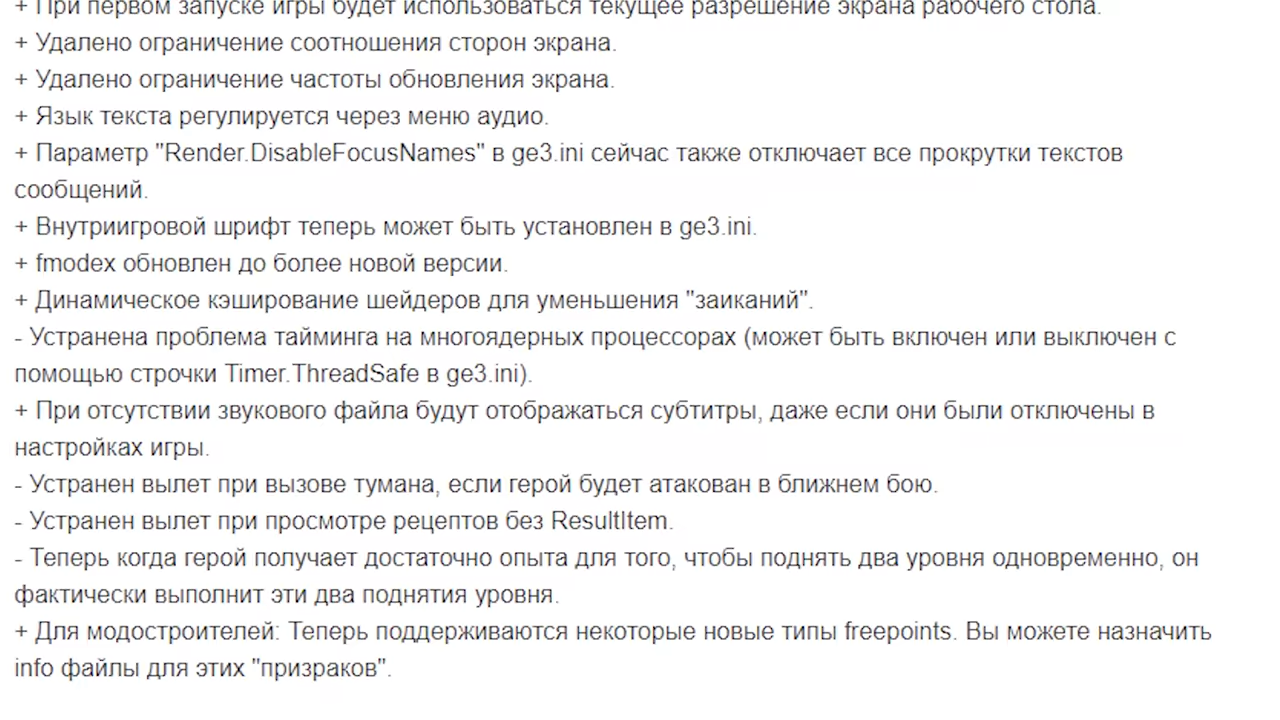 + При первом запуске игры будет использоваться текущее разрешение экрана рабочего стола.
+ Удалено ограничение соотношения сторон экрана.
+ Удалено ограничение частоты обновления экрана.
+ Язык текста регулируется через меню аудио.
+ Параметр "Render.DisableFocusNames" в ge3.ini сейчас также отключает все прокрутки текстов
сообщений.
+ Внутриигровой шрифт теперь может быть установлен в ge3.ini.
+ fmodex обновлен до более новой версии.
+ Динамическое кэширование шейдеров для уменьшения "заиканий".
- Устранена проблема тайминга на многоядерных процессорах (может быть включен или выключен с
помощью строчки Timer.ThreadSafe в ge3.ini).
+ При отсутствии звукового файла будут отображаться субтитры, даже если они были отключены в
настройках игры.
- Устранен вылет при вызове тумана, если герой будет атакован в ближнем бою.
- Устранен вылет при просмотре рецептов без ResultItem.
- Теперь когда герой получает достаточно опыта для того, чтобы поднять два уровня одновременно, он
фактически выполнит эти два поднятия уровня.
+ Для модостроителей: Теперь поддерживаются некоторые новые типы freepoints. Вы можете назначить
info файлы для этих "призраков".